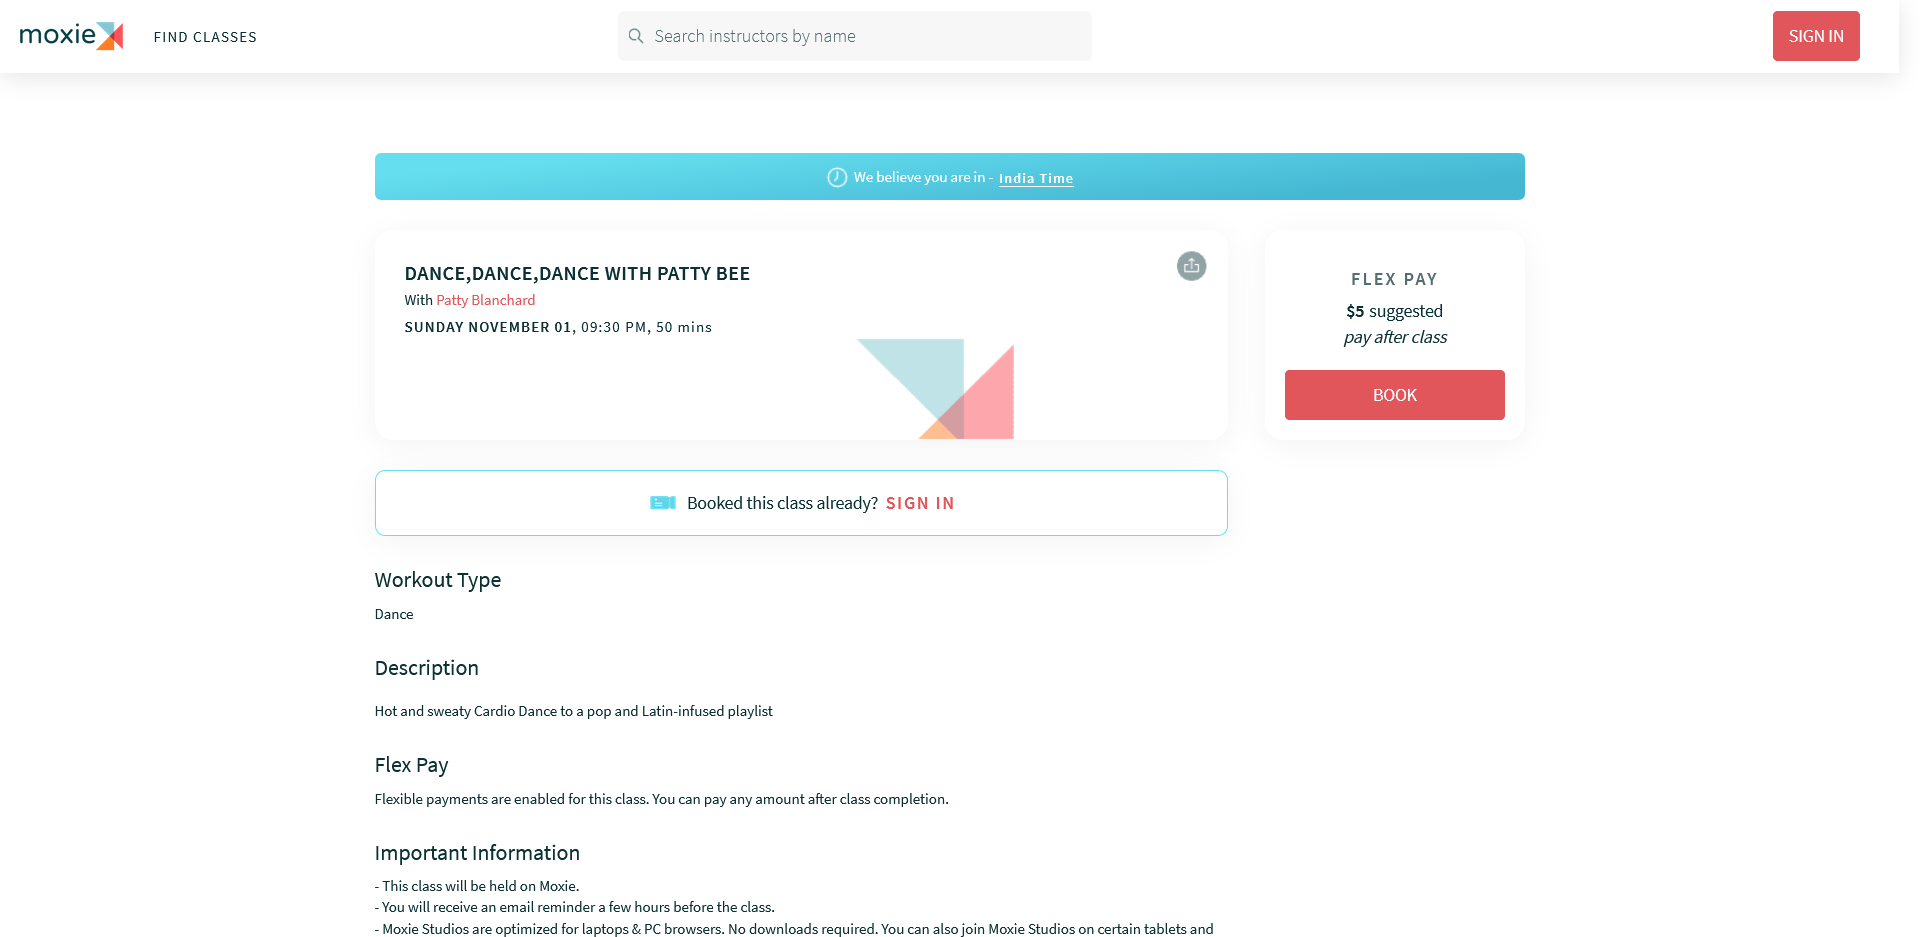 moxie FIND CLASSES Search instructors by name SIGN IN
We believe you are in - India Time
DANCE,DANCE,DANCE WITH PATTY BEE
With Patty Blanchard
SUNDAY NOVEMBER 01, 09:30 PM, 50 mins
FLEX PAY
$5 suggested
pay after class
BOOK
Booked this class already? SIGN IN
Workout Type
Dance
Description
Hot and sweaty Cardio Dance to a pop and Latin-infused playlist
Flex Pay
Flexible payments are enabled for this class. You can pay any amount after class completion.
Important Information
- This class will be held on Moxie.
- You will receive an email reminder a few hours before the class.
- Moxie Studios are optimized for laptops & PC browsers. No downloads required. You can also join Moxie Studios on certain tablets and